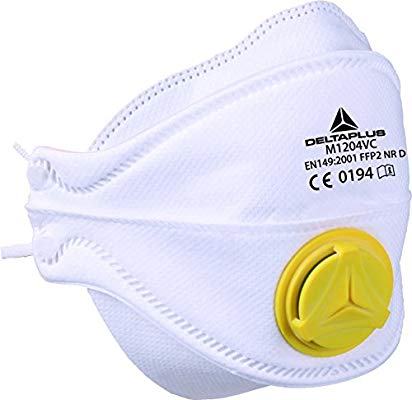 DELTAPLUS
M1204VC
EN149:2001 FFP2 NR D
CE 0194